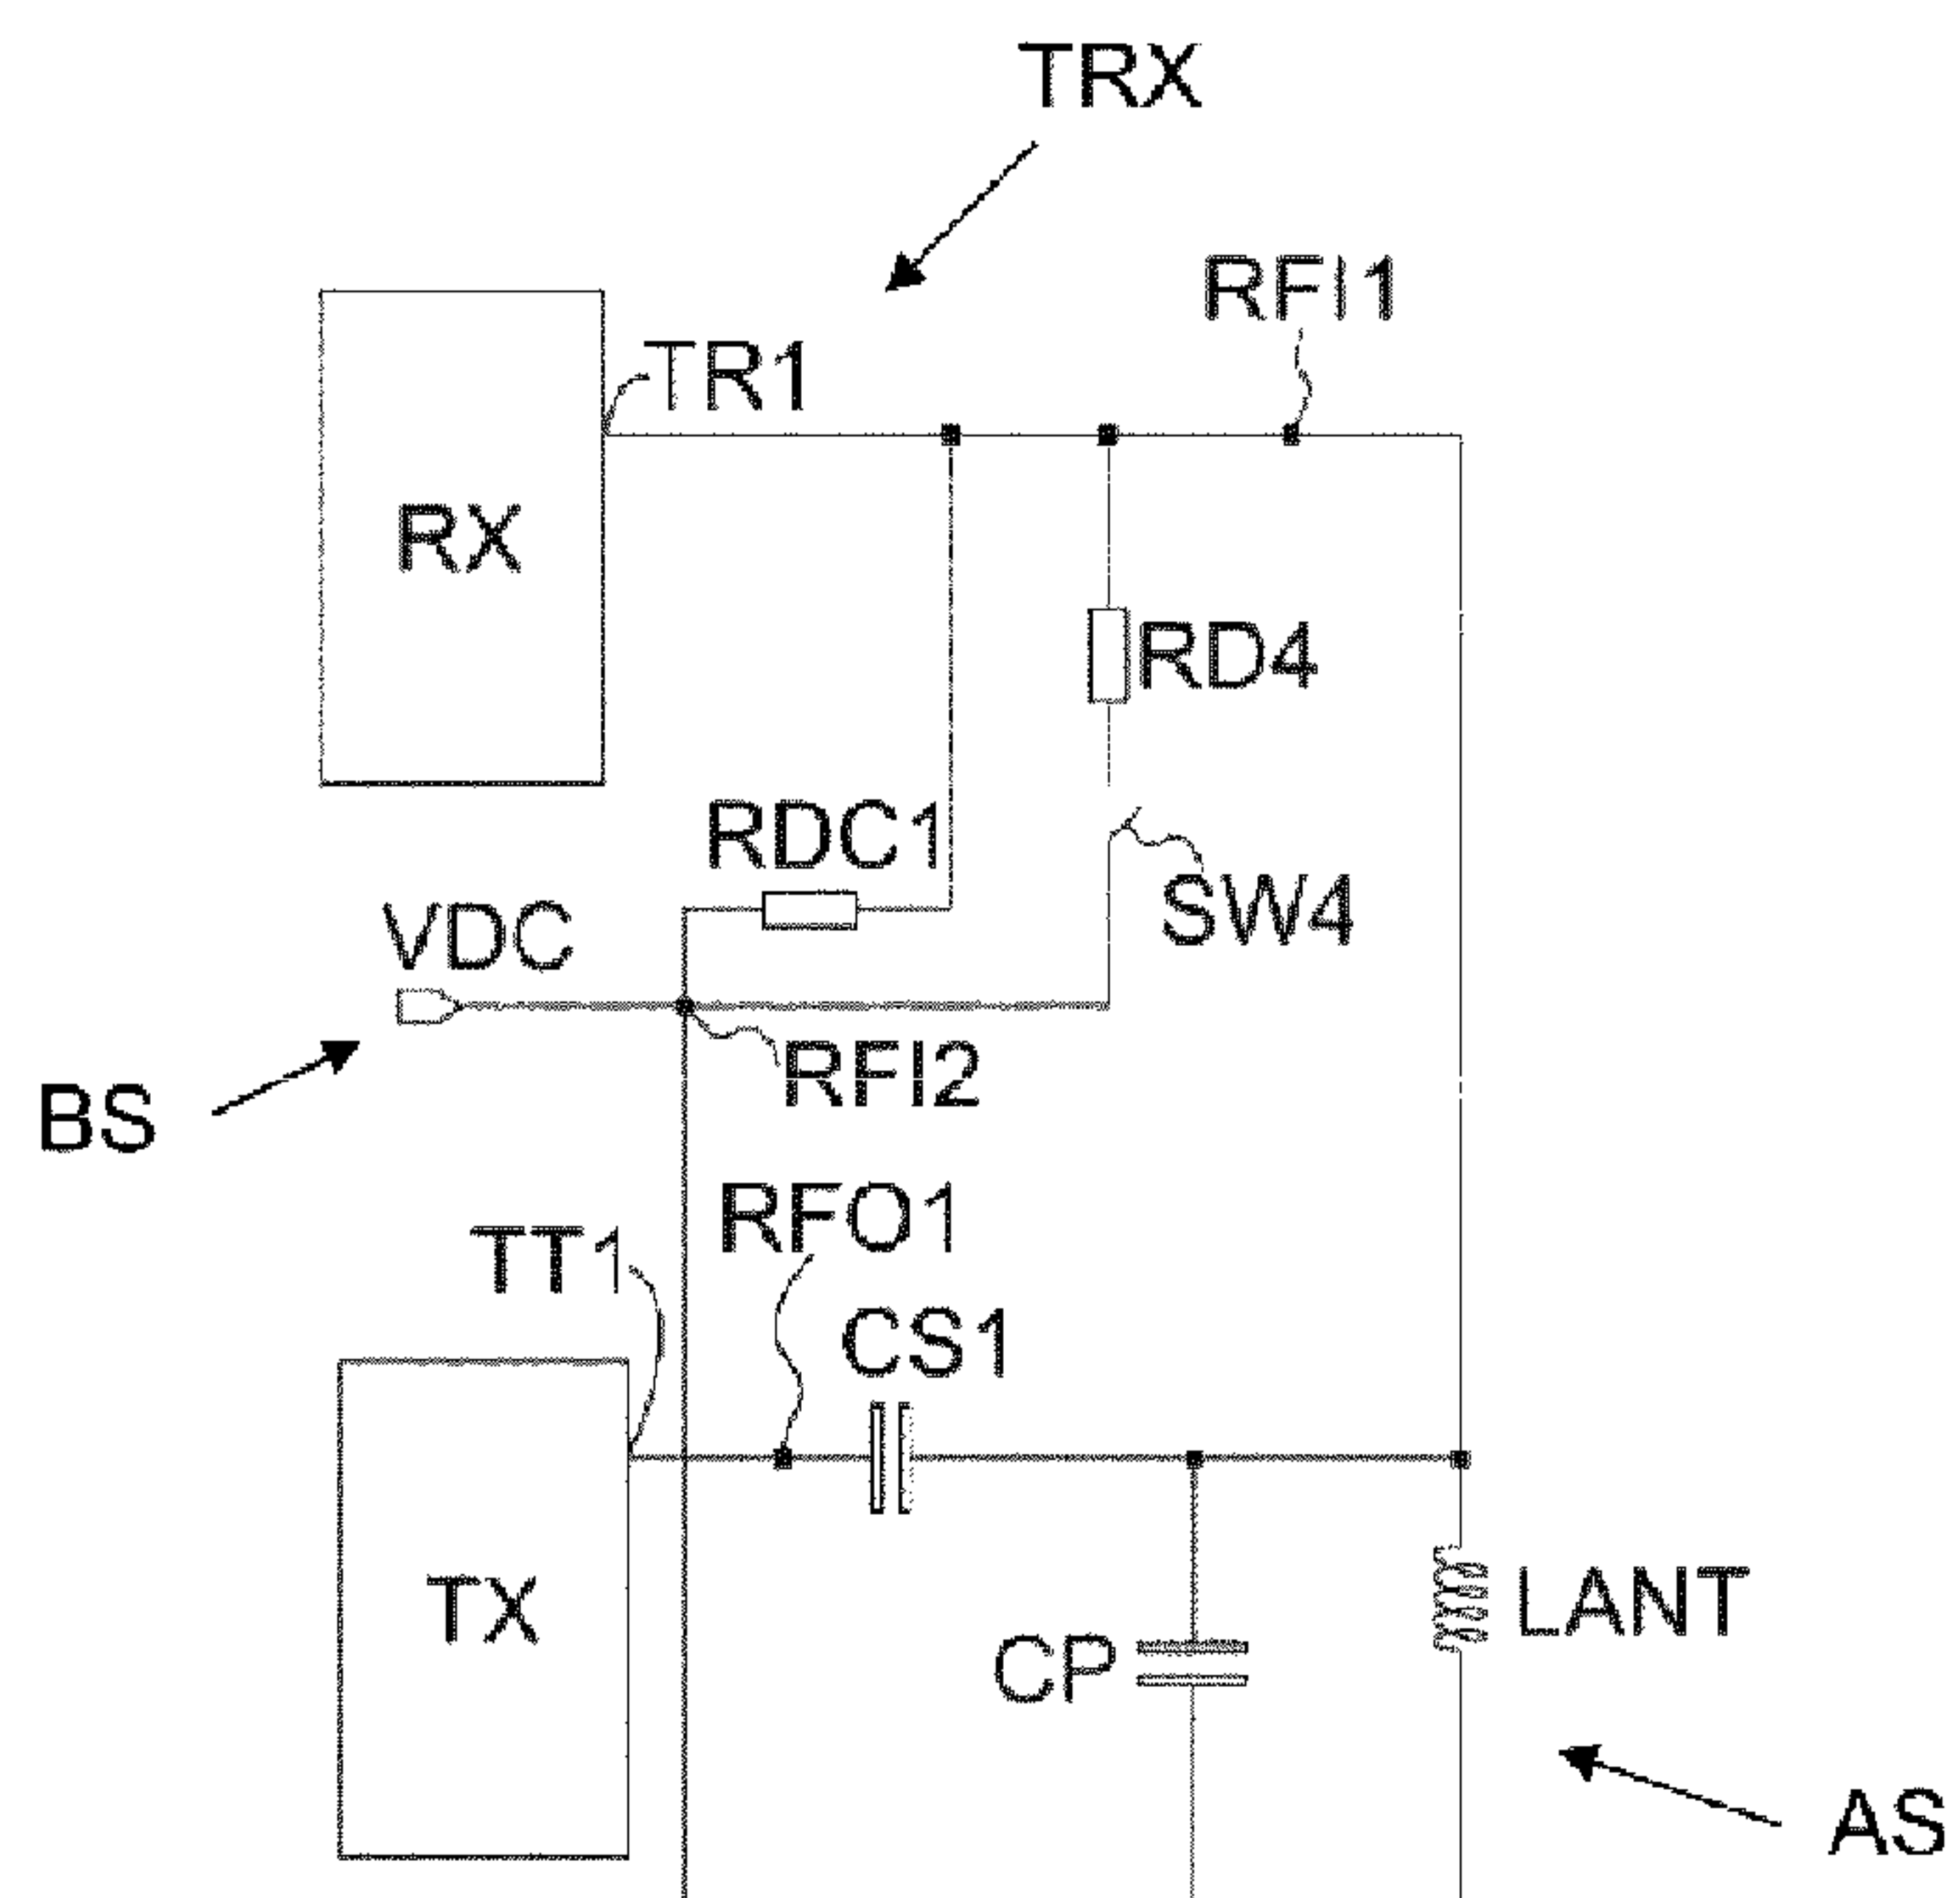 TRX
RFI1
TR1
RX
RD4
RDC1
SW4
VDC
RFI2
BS
RFO1
TT1
CS1
TX
LANT
CP
AS